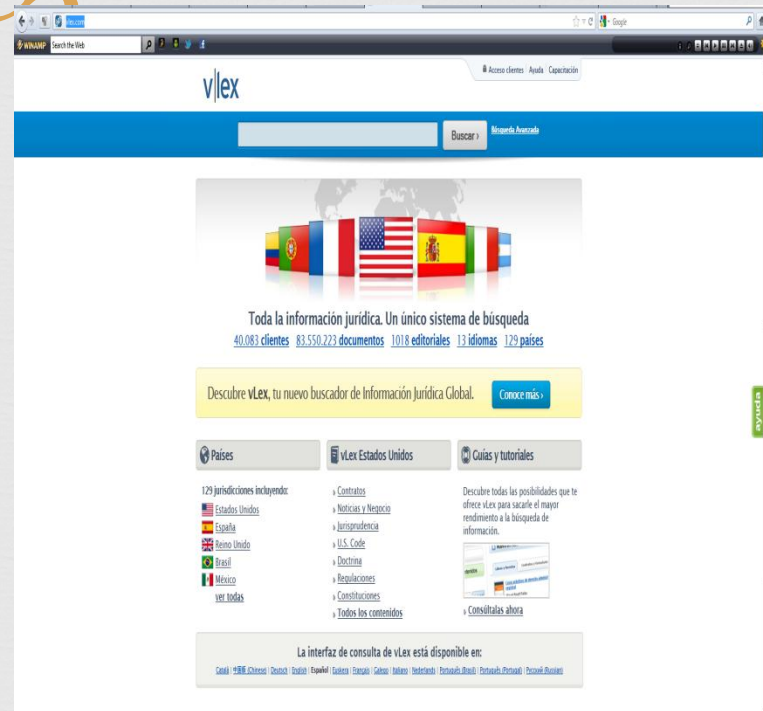 vlex.com
Google
WINAMP Search the Web
Acceso clientes Ayuda Capacitación
v|lex
Buscar ›
Búsqueda Avanzada
Toda la información jurídica. Un único sistema de búsqueda
40.083 clientes 83.550.223 documentos 1018 editoriales 13 idiomas 129 países
Descubre vLex, tu nuevo buscador de Información Jurídica Global.
Conoce más ›
ayuda
Países
129 jurisdicciones incluyendo:
Estados Unidos
España
Reino Unido
Brasil
México
ver todas
vLex Estados Unidos
» Contratos
» Noticias y Negocio
» Jurisprudencia
» U.S. Code
» Doctrina
» Regulaciones
» Constituciones
» Todos los contenidos
Guías y tutoriales
Descubre todas las posibilidades que te
ofrece vLex para sacarle el mayor
rendimiento a la búsqueda de
información.
» Consúltalas ahora
La interfaz de consulta de vLex está disponible en:
Català | 中国系 (Chinese) | Deutsch | English | Español | Euskera | Français | Galego | Italiano | Nederlands | Português (Brasil) | Português (Portugal) | Русский (Russian)